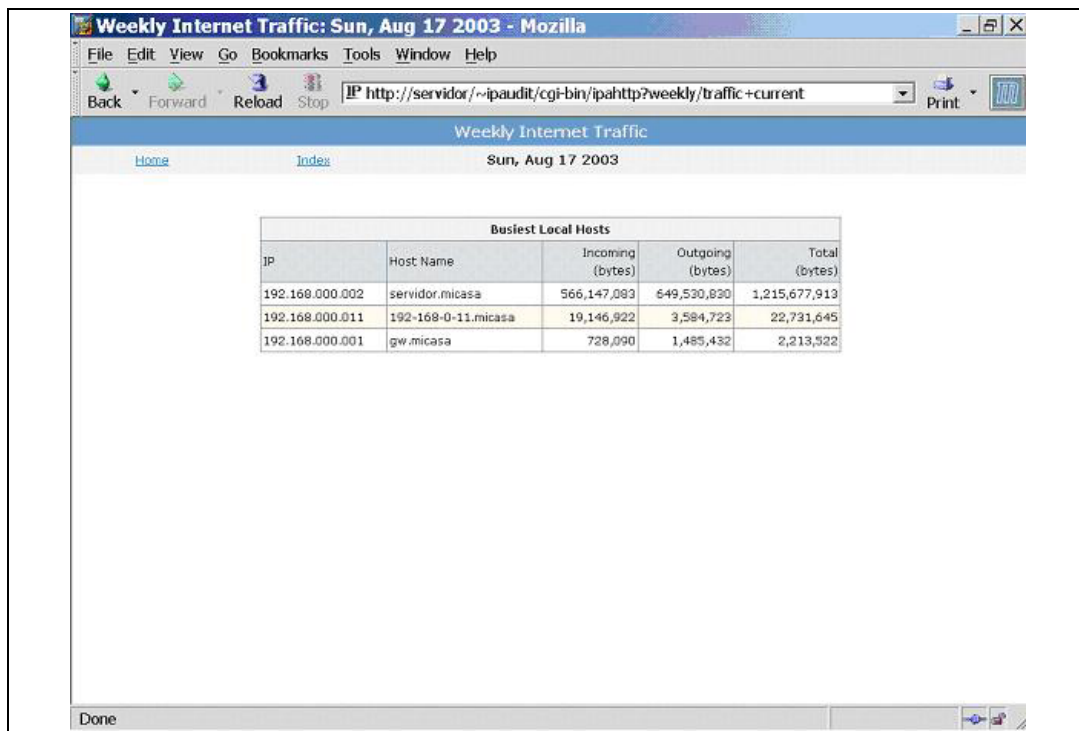 Weekly Internet Traffic: Sun, Aug 17 2003 - Mozilla
File Edit View Go Bookmarks Tools Window Help
Back Forward Reload Stop http://servidor/~ipaudit/cgi-bin/ipahttp?weekly/traffic+current Print
Weekly Internet Traffic
Home Index Sun, Aug 17 2003
Busiest Local Hosts
IP Host Name Incoming (bytes) Outgoing (bytes) Total (bytes)
192.168.000.002 servidor.micasa 566,147,083 649,530,830 1,215,677,913
192.168.000.011 192-168-0-11.micasa 19,146,922 3,584,723 22,731,645
192.168.000.001 gw.micasa 728,090 1,485,432 2,213,522
Done